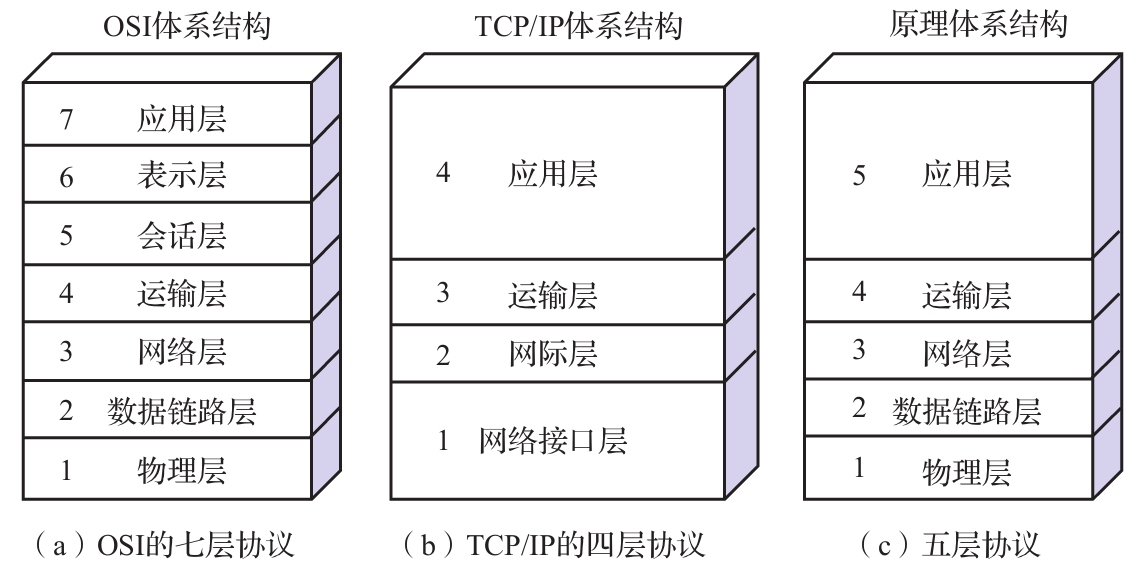 OSI体系结构
7 应用层
6 表示层
5 会话层
4 运输层
3 网络层
2 数据链路层
1 物理层
（a）OSI的七层协议
TCP/IP体系结构
4 应用层
3 运输层
2 网际层
1 网络接口层
（b）TCP/IP的四层协议
原理体系结构
5 应用层
4 运输层
3 网络层
2 数据链路层
1 物理层
（c）五层协议